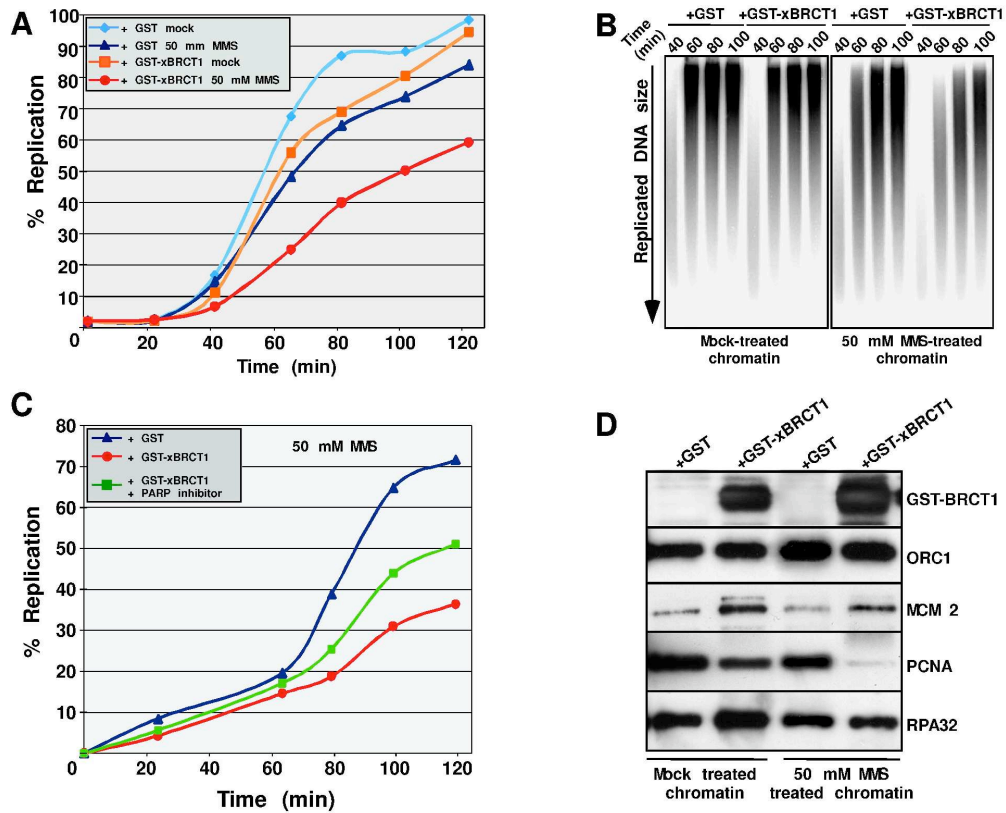 A
+ GST mock
+ GST 50 mm MMS
+ GST-xBRCT1 mock
+ GST-xBRCT1 50 mM MMS
% Replication
100
90
80
70
60
50
40
30
20
10
0
0 20 40 60 80 100 120
Time (min)
B
+GST +GST-xBRCT1 +GST +GST-xBRCT1
Time (min)
40 60 80 100 40 60 80 100 40 60 80 100 40 60 80 100
Replicated DNA size
Mock-treated
chromatin
50 mM MMS-treated
chromatin
C
+ GST
+ GST-xBRCT1
+ GST-xBRCT1
+ PARP inhibitor
50 mM MMS
% Replication
80
70
60
50
40
30
20
10
0 20 40 60 80 100 120
Time (min)
D
+GST +GST-xBRCT1 +GST +GST-xBRCT1
GST-BRCT1
ORC1
MCM 2
PCNA
RPA32
Mock treated
chromatin
50 mM MMS
treated chromatin